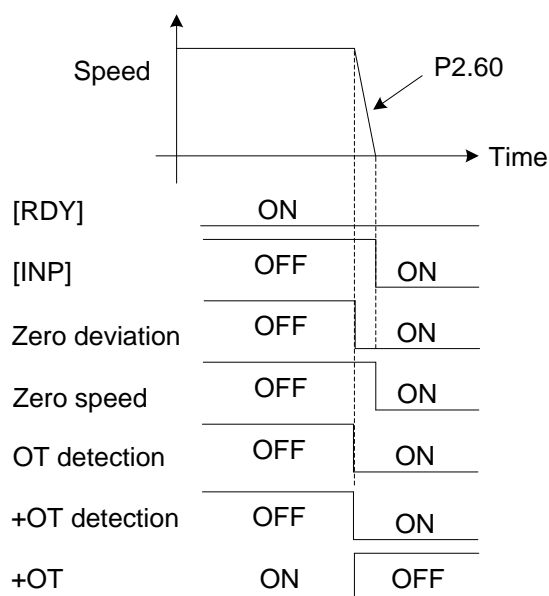 Speed
P2.60
Time
[RDY] ON
[INP] OFF ON
Zero deviation OFF ON
Zero speed OFF ON
OT detection OFF ON
+OT detection OFF ON
+OT ON OFF